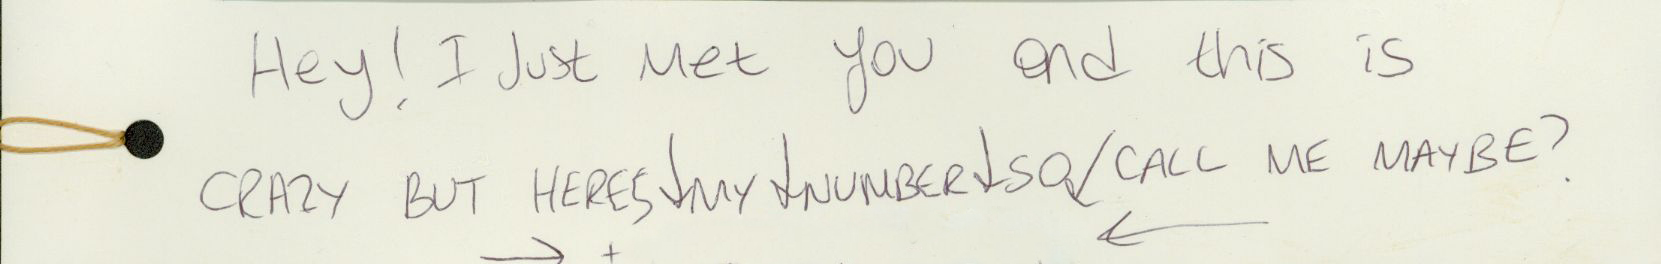 Hey! I Just Met you and this is
CRAZY BUT HERES ↓ MY ↓ NUMBER ↓ SO ↙ CALL ME MAYBE?
→ + ←